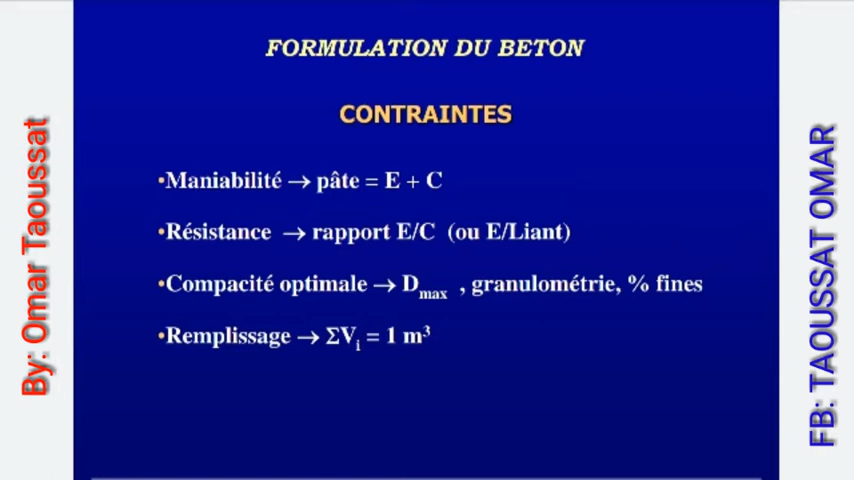 FORMULATION DU BETON
CONTRAINTES
•Maniabilité → pâte = E + C
•Résistance → rapport E/C (ou E/Liant)
•Compacité optimale → Dmax , granulométrie, % fines
•Remplissage → ΣVi = 1 m³
By: Omar Taoussat
FB: TAOUSSAT OMAR